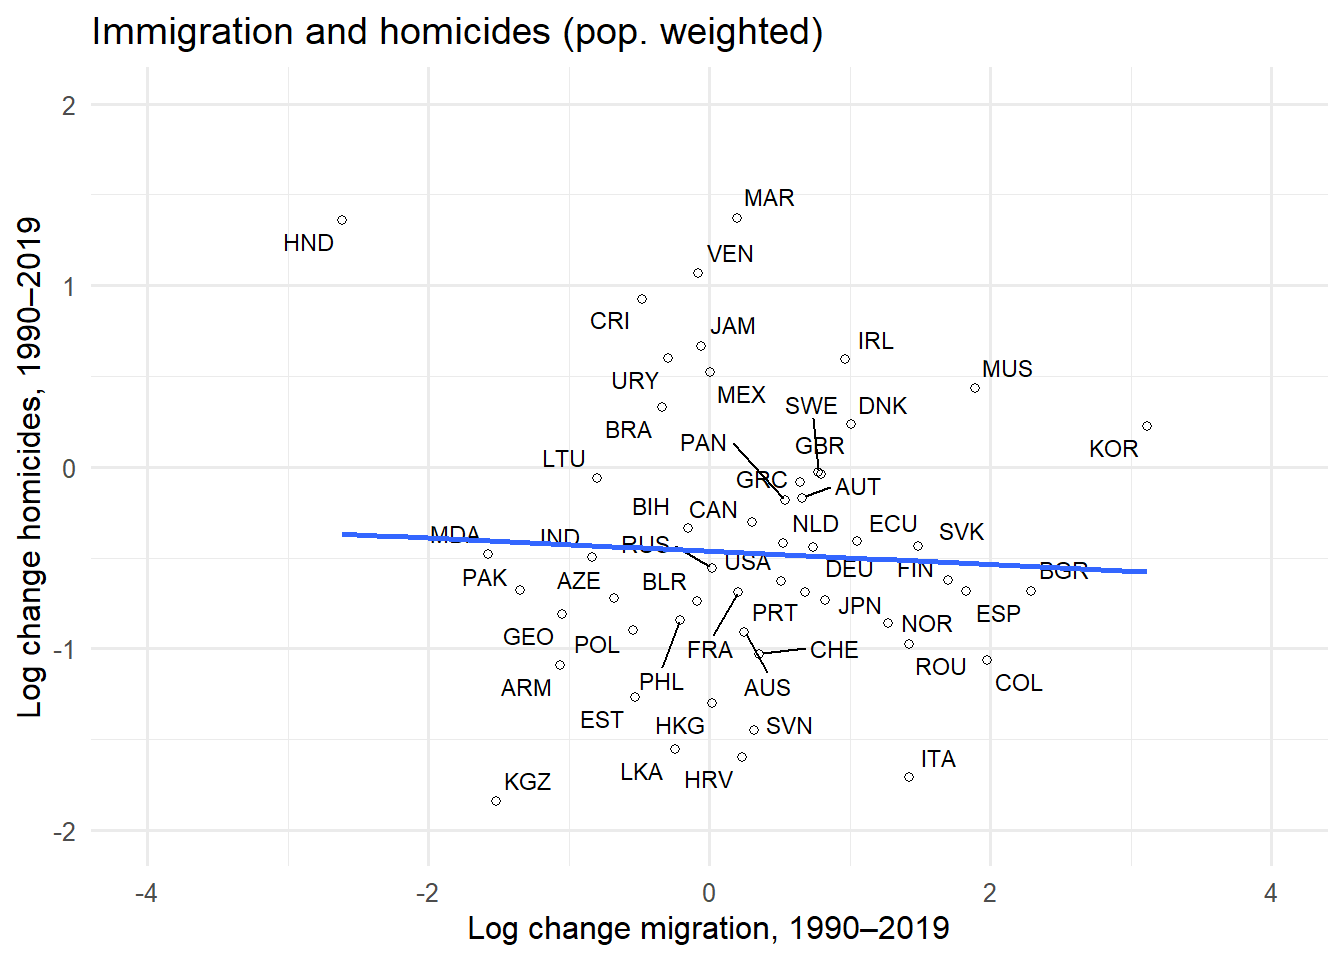 Immigration and homicides (pop. weighted)
Log change homicides, 1990–2019
2
1
0
-1
-2
MAR
HND
VEN
CRI
JAM
IRL
URY
MUS
MEX
SWE
DNK
BRA
PAN
GBR
KOR
LTU
GRC
AUT
BIH
CAN
NLD
ECU
SVK
MDA
IND
RUS
USA
DEU
FIN
BGR
PAK
AZE
BLR
JPN
ESP
PRT
NOR
GEO
POL
FRA
CHE
ROU
ARM
PHL
AUS
COL
EST
HKG
SVN
ITA
LKA
HRV
KGZ
-4
-2
0
2
4
Log change migration, 1990–2019